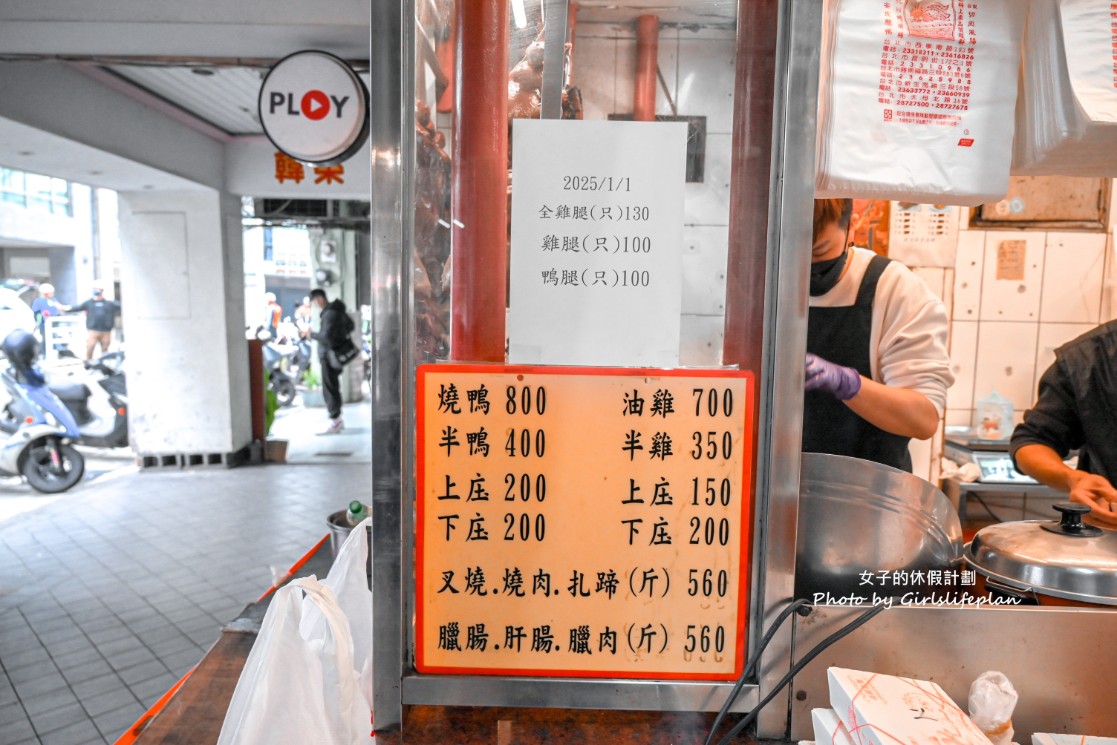 PLOY
韓樂
2025/1/1
全雞腿(只)130
雞腿(只)100
鴨腿(只)100
燒鴨 800 油雞 700
半鴨 400 半雞 350
上庄 200 上庄 150
下庄 200 下庄 200
叉燒.燒肉.扎蹄(斤) 560
臘腸.肝腸.臘肉(斤) 560
女子的休假計劃
Photo by Girlslifeplan